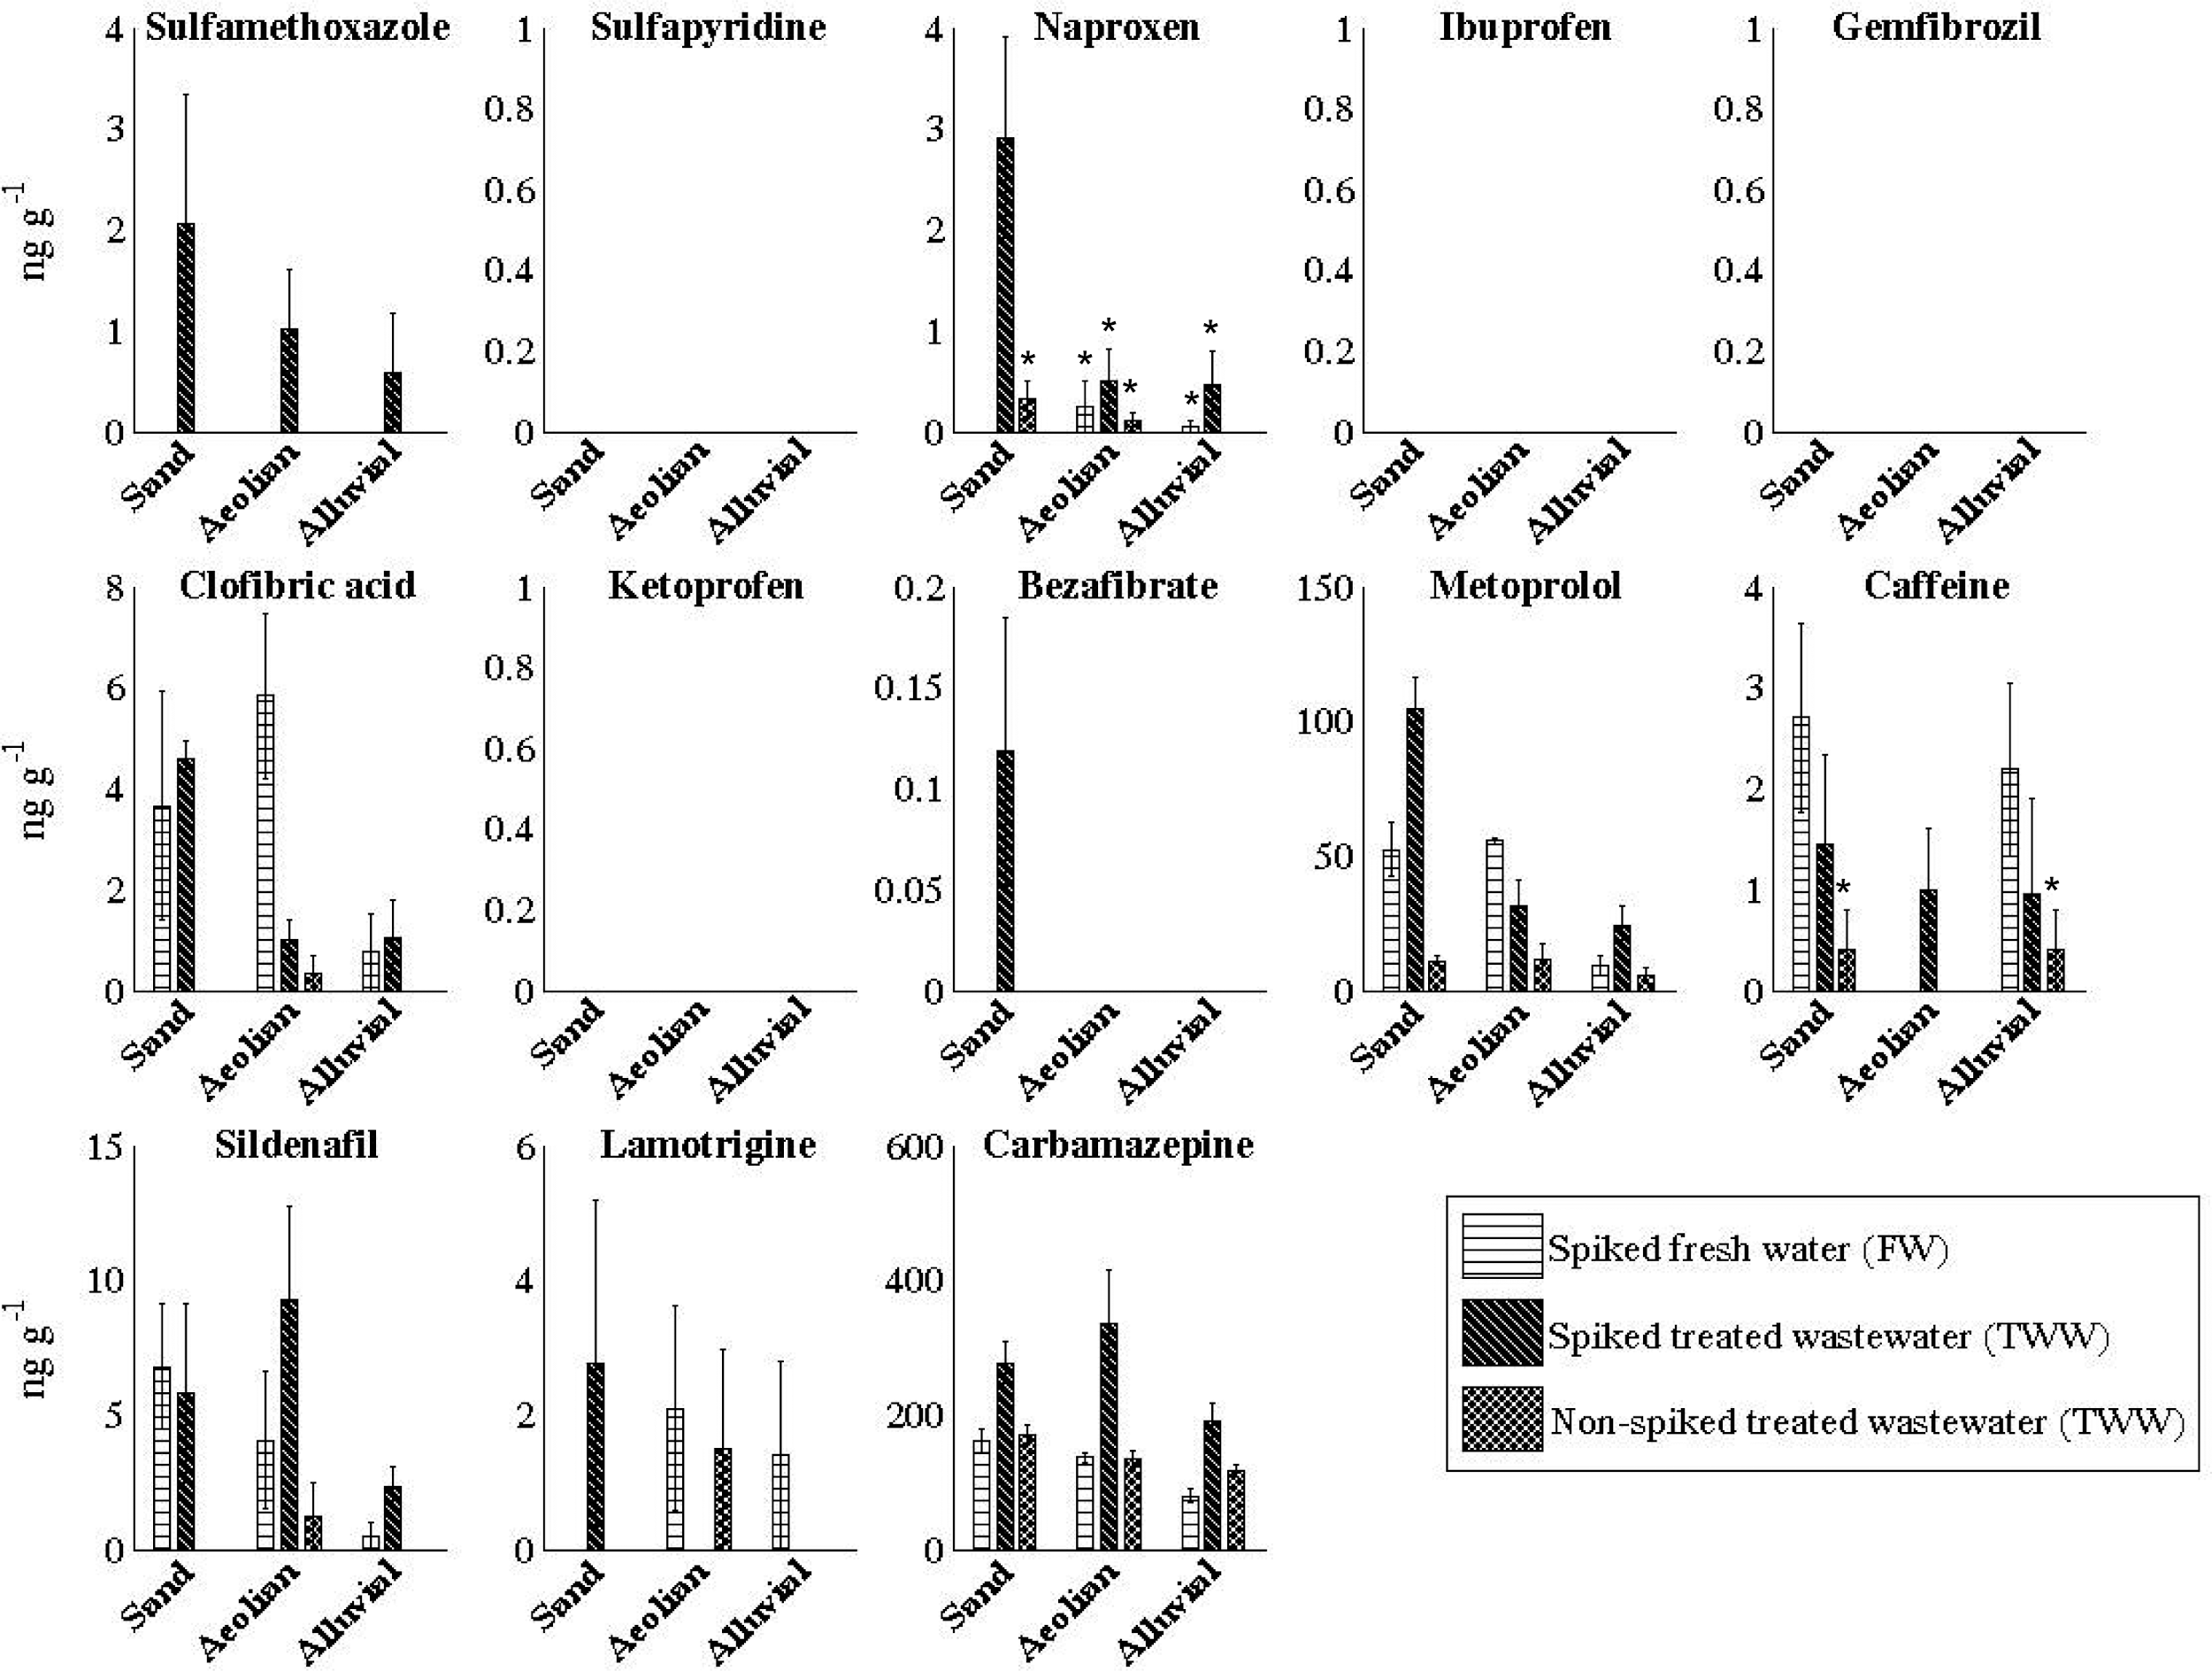 Sulfamethoxazole
4
3
2
1
0
ng g-1
Sand
Aeolian
Alluvial
Sulfapyridine
1
0.8
0.6
0.4
0.2
0
Sand
Aeolian
Alluvial
Naproxen
4
3
2
1
0
*
*
*
*
*
*
Sand
Aeolian
Alluvial
Ibuprofen
1
0.8
0.6
0.4
0.2
0
Sand
Aeolian
Alluvial
Gemfibrozil
1
0.8
0.6
0.4
0.2
0
Sand
Aeolian
Alluvial
Clofibric acid
8
6
4
2
0
ng g-1
Sand
Aeolian
Alluvial
Ketoprofen
1
0.8
0.6
0.4
0.2
0
Sand
Aeolian
Alluvial
Bezafibrate
0.2
0.15
0.1
0.05
0
Sand
Aeolian
Alluvial
Metoprolol
150
100
50
0
Sand
Aeolian
Alluvial
Caffeine
4
3
2
1
0
*
*
Sand
Aeolian
Alluvial
Sildenafil
15
10
5
0
ng g-1
Sand
Aeolian
Alluvial
Lamotrigine
6
4
2
0
Sand
Aeolian
Alluvial
Carbamazepine
600
400
200
0
Sand
Aeolian
Alluvial
Spiked fresh water (FW)
Spiked treated wastewater (TWW)
Non-spiked treated wastewater (TWW)